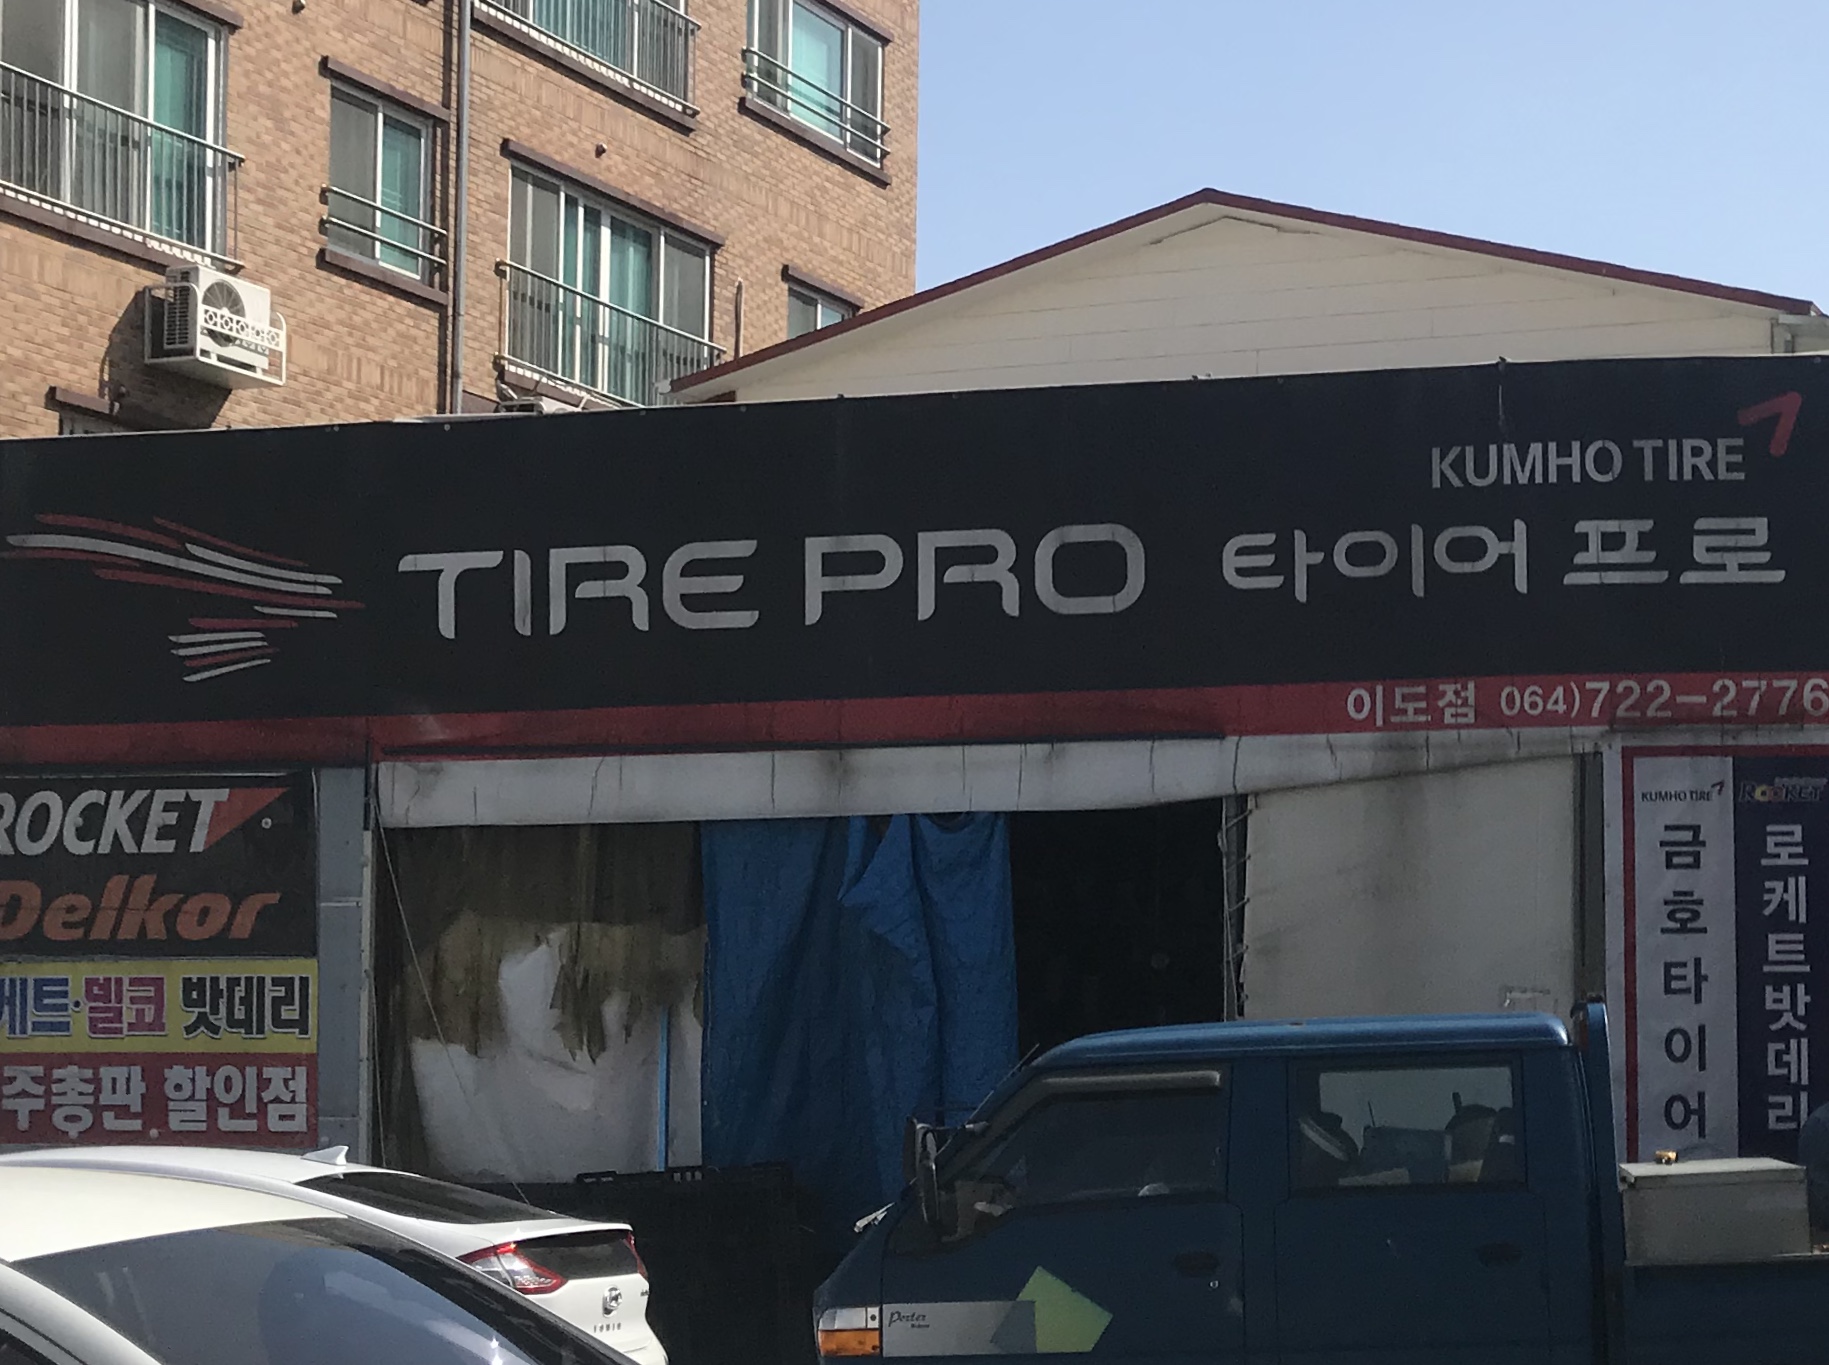 KUMHO TIRE
TIRE PRO 타이어 프로
이도점 064)722-2776
ROCKET
Delkor
케트·델코 밧데리
주총판 할인점
KUMHO TIRE
금호타이어
ROCKET
로케트밧데리
Porter
IONIQ